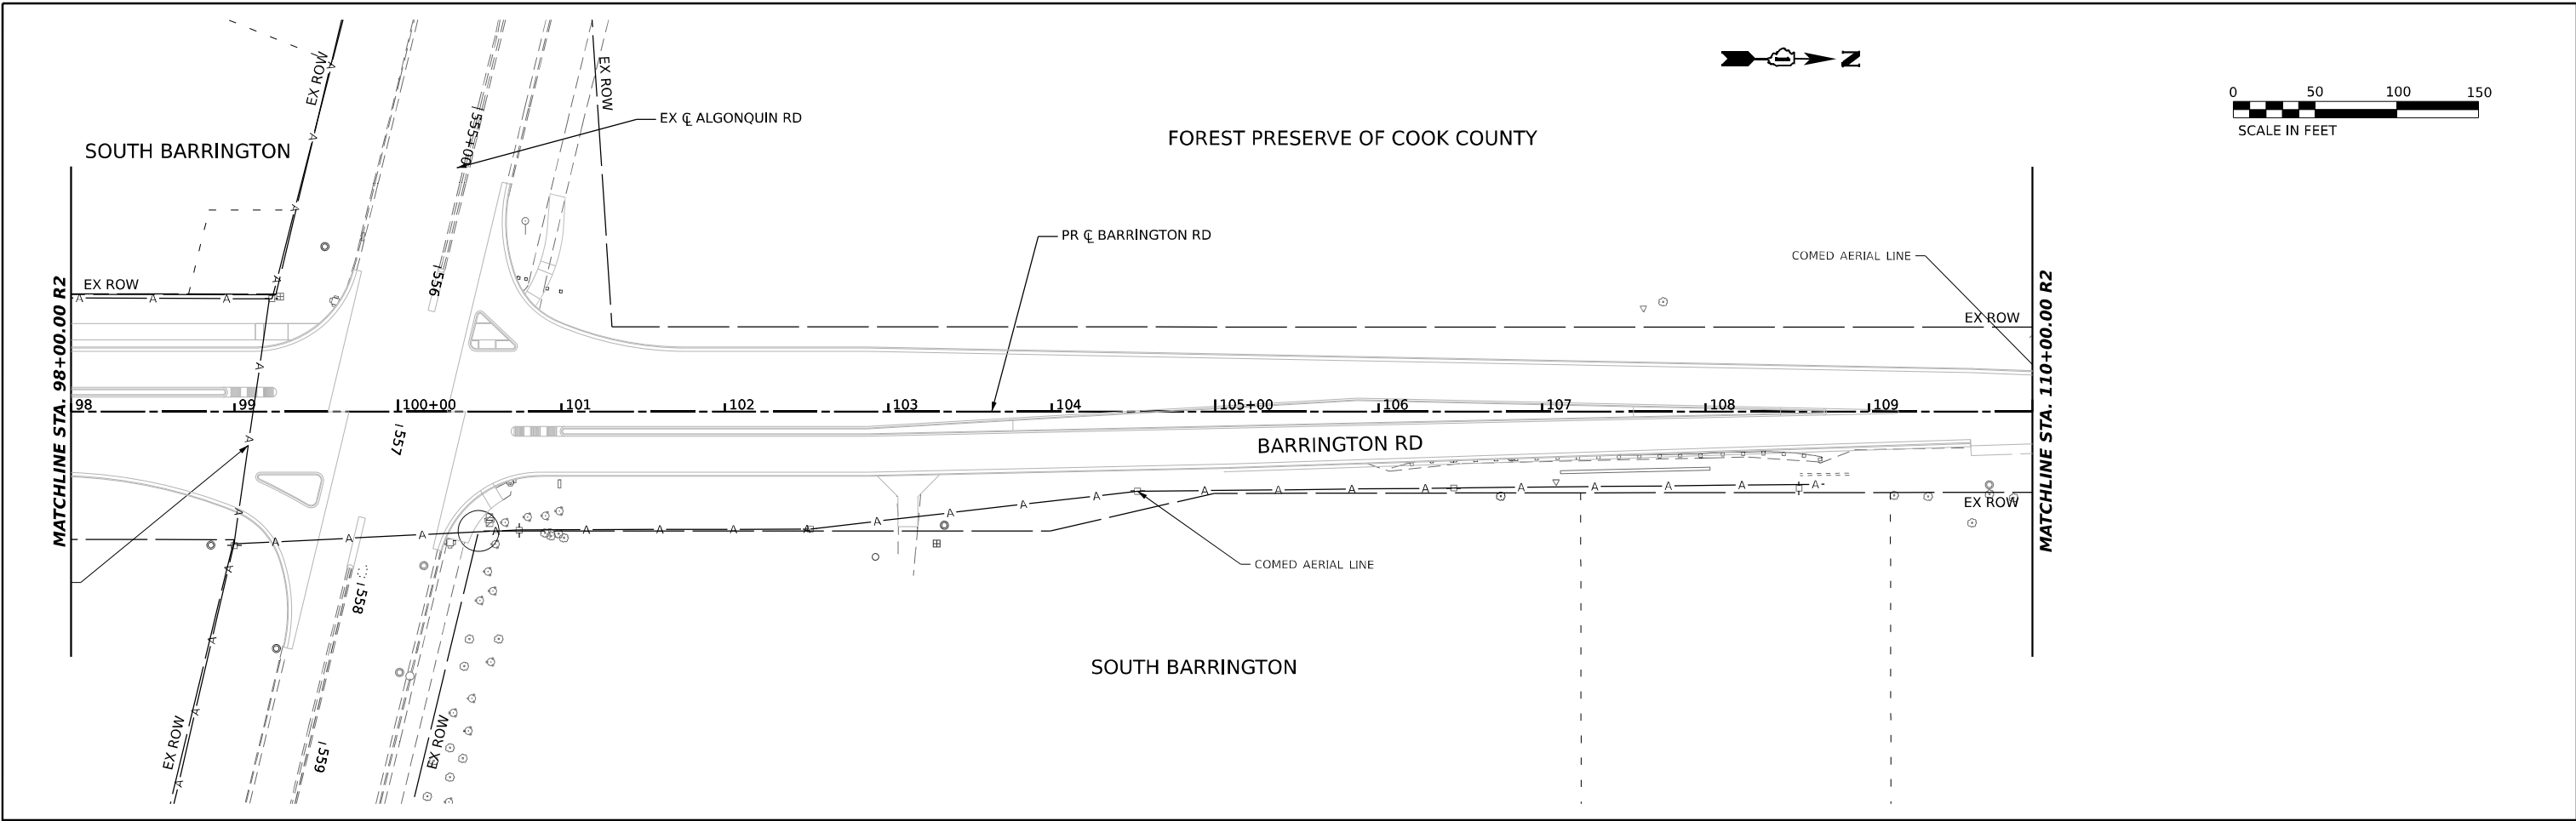 N
0 50 100 150
SCALE IN FEET
EX ROW
EX ROW
555+00
EX ℄ ALGONQUIN RD
FOREST PRESERVE OF COOK COUNTY
SOUTH BARRINGTON
PR ℄ BARRINGTON RD
COMED AERIAL LINE
EX ROW
A A A
556
EX ROW
MATCHLINE STA. 98+00.00 R2
MATCHLINE STA. 110+00.00 R2
98 99 100+00 101 102 103 104 105+00 106 107 108 109
557
BARRINGTON RD
A A A A A A A A A A A A A A A A A A A A A A
EX ROW
COMED AERIAL LINE
558
SOUTH BARRINGTON
EX ROW
559
EX ROW
A A A A A A A A A A A A A